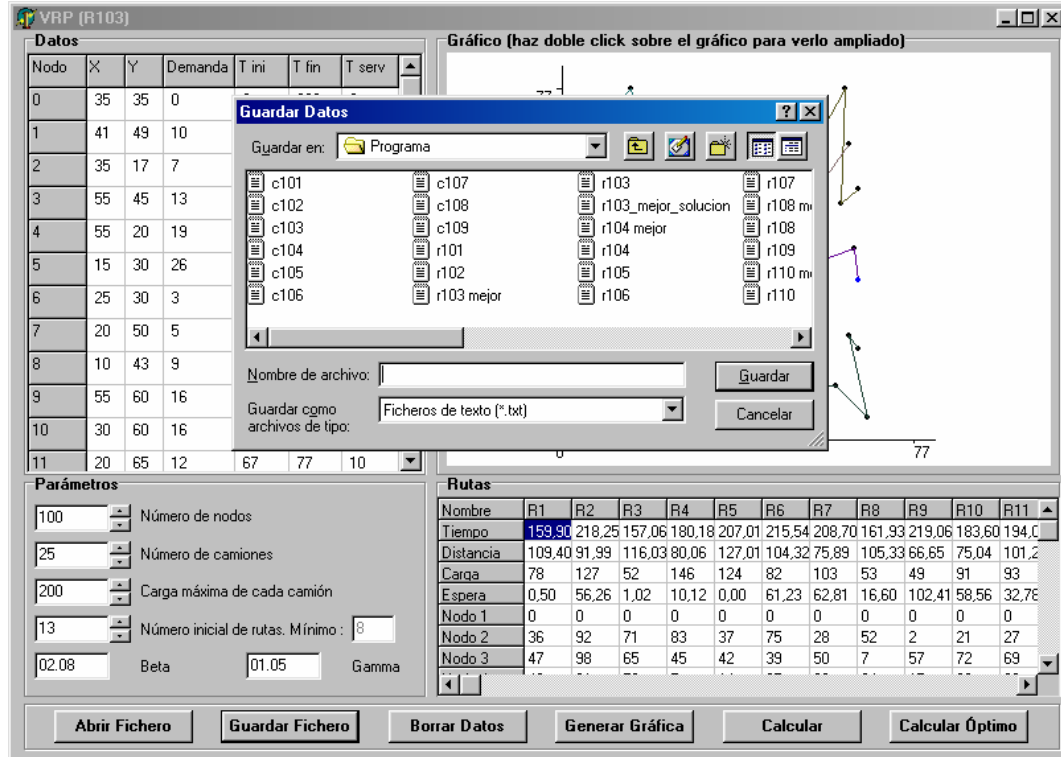 VRP (R103)
Datos
Nodo X Y Demanda T ini T fin T serv
0 35 35 0
1 41 49 10
2 35 17 7
3 55 45 13
4 55 20 19
5 15 30 26
6 25 30 3
7 20 50 5
8 10 43 9
9 55 60 16
10 30 60 16
11 20 65 12 67 77 10
Gráfico (haz doble click sobre el gráfico para verlo ampliado)
77
0
77
Guardar Datos
Guardar en: Programa
c101 c107 r103 r107
c102 c108 r103_mejor_solucion r108
c103 c109 r104 mejor r108
c104 r101 r104 r109
c105 r102 r105 r110
c106 r103 mejor r106 r110
Nombre de archivo: Guardar
Guardar como
archivos de tipo: Ficheros de texto (*.txt) Cancelar
Parámetros
100 Número de nodos
25 Número de camiones
200 Carga máxima de cada camión
13 Número inicial de rutas. Mínimo : 8
02.08 Beta 01.05 Gamma
Rutas
Nombre R1 R2 R3 R4 R5 R6 R7 R8 R9 R10 R11
Tiempo 159,90 218,25 157,06 180,18 207,01 215,54 208,70 161,93 219,06 183,60 194,0
Distancia 109,40 91,99 116,03 80,06 127,01 104,32 75,89 105,33 66,65 75,04 101,2
Carga 78 127 52 146 124 82 103 53 49 91 93
Espera 0,50 56,26 1,02 10,12 0,00 61,23 62,81 16,60 102,41 58,56 32,78
Nodo 1 0 0 0 0 0 0 0 0 0 0 0
Nodo 2 36 92 71 83 37 75 28 52 2 21 27
Nodo 3 47 98 65 45 42 39 50 7 57 72 69
Abrir Fichero Guardar Fichero Borrar Datos Generar Gráfica Calcular Calcular Óptimo